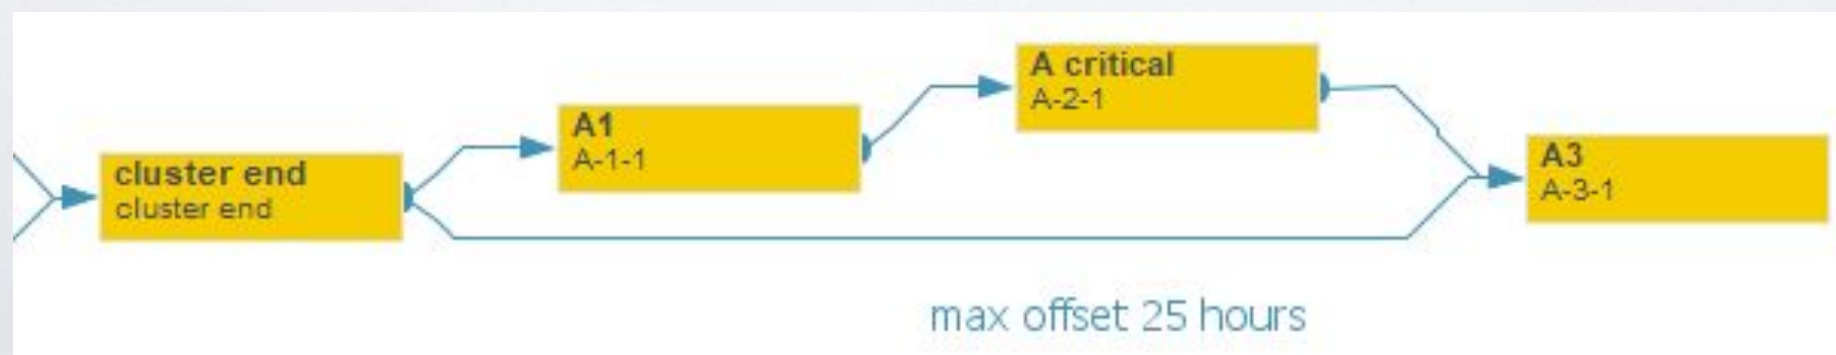 cluster end
cluster end
A1
A-1-1
A critical
A-2-1
A3
A-3-1
max offset 25 hours